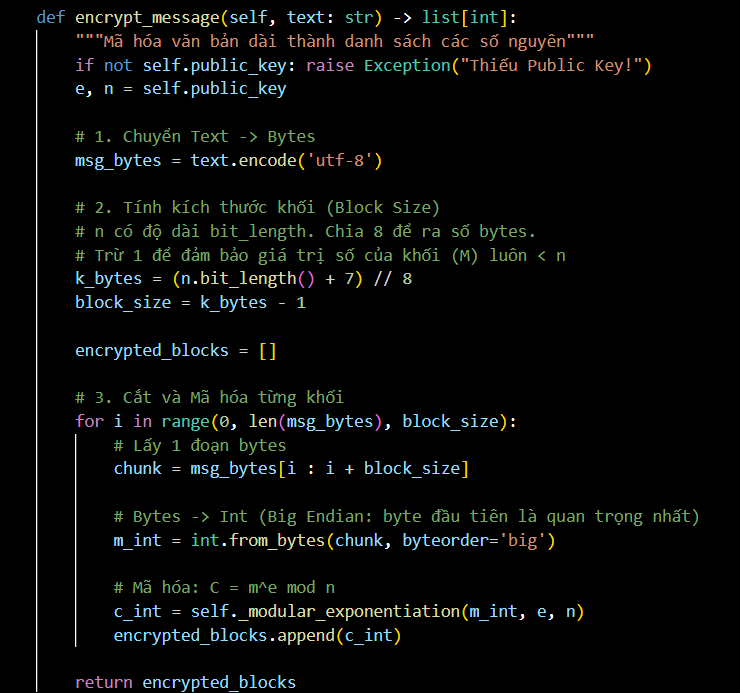 def encrypt_message(self, text: str) -> list[int]:
"""Mã hóa văn bản dài thành danh sách các số nguyên"""
if not self.public_key: raise Exception("Thiếu Public Key!")
e, n = self.public_key
# 1. Chuyển Text -> Bytes
msg_bytes = text.encode('utf-8')
# 2. Tính kích thước khối (Block Size)
# n có độ dài bit_length. Chia 8 để ra số bytes.
# Trừ 1 để đảm bảo giá trị số của khối (M) luôn < n
k_bytes = (n.bit_length() + 7) // 8
block_size = k_bytes - 1
encrypted_blocks = []
# 3. Cắt và Mã hóa từng khối
for i in range(0, len(msg_bytes), block_size):
# Lấy 1 đoạn bytes
chunk = msg_bytes[i : i + block_size]
# Bytes -> Int (Big Endian: byte đầu tiên là quan trọng nhất)
m_int = int.from_bytes(chunk, byteorder='big')
# Mã hóa: C = m^e mod n
c_int = self._modular_exponentiation(m_int, e, n)
encrypted_blocks.append(c_int)
return encrypted_blocks